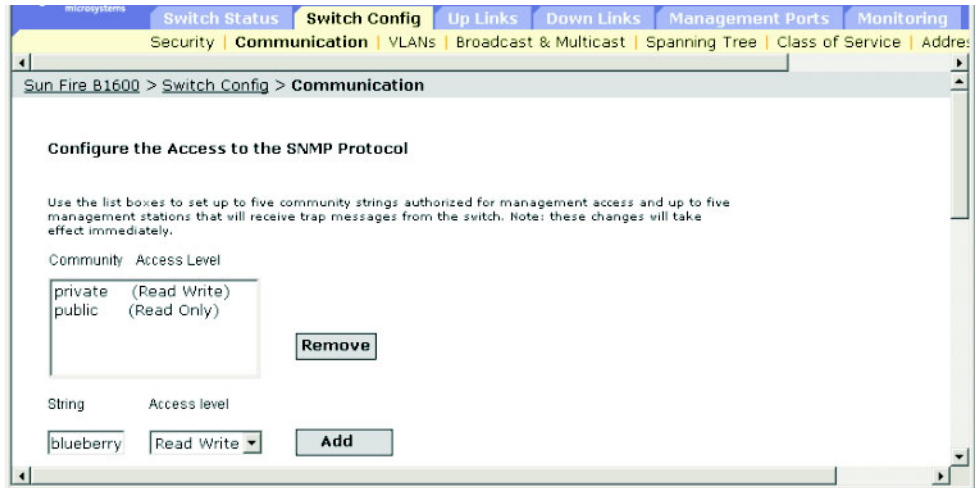 microsystems
Switch Status Switch Config Up Links Down Links Management Ports Monitoring
Security | Communication | VLANs | Broadcast & Multicast | Spanning Tree | Class of Service | Addres
Sun Fire B1600 > Switch Config > Communication
Configure the Access to the SNMP Protocol
Use the list boxes to set up to five community strings authorized for management access and up to five
management stations that will receive trap messages from the switch. Note: these changes will take
effect immediately.
Community Access Level
private (Read Write)
public (Read Only)
Remove
String Access level
blueberry Read Write Add